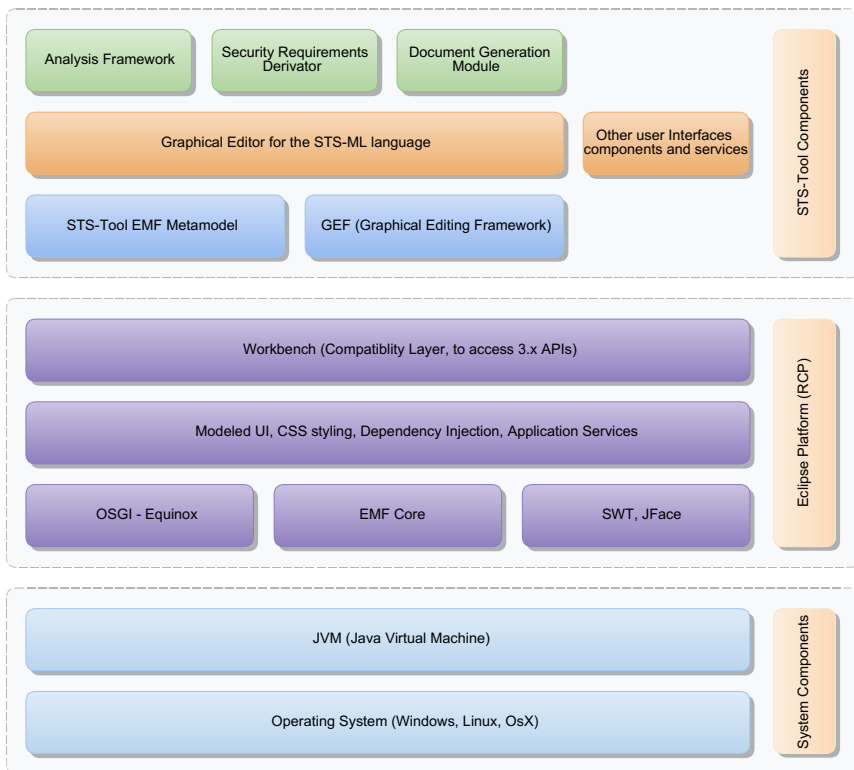 Analysis Framework
Security Requirements
Derivator
Document Generation
Module
Graphical Editor for the STS-ML language
Other user Interfaces
components and services
STS-Tool EMF Metamodel
GEF (Graphical Editing Framework)
STS-Tool Components
Workbench (Compatiblity Layer, to access 3.x APIs)
Modeled UI, CSS styling, Dependency Injection, Application Services
OSGI - Equinox
EMF Core
SWT, JFace
Eclipse Platform (RCP)
JVM (Java Virtual Machine)
Operating System (Windows, Linux, OsX)
System Components